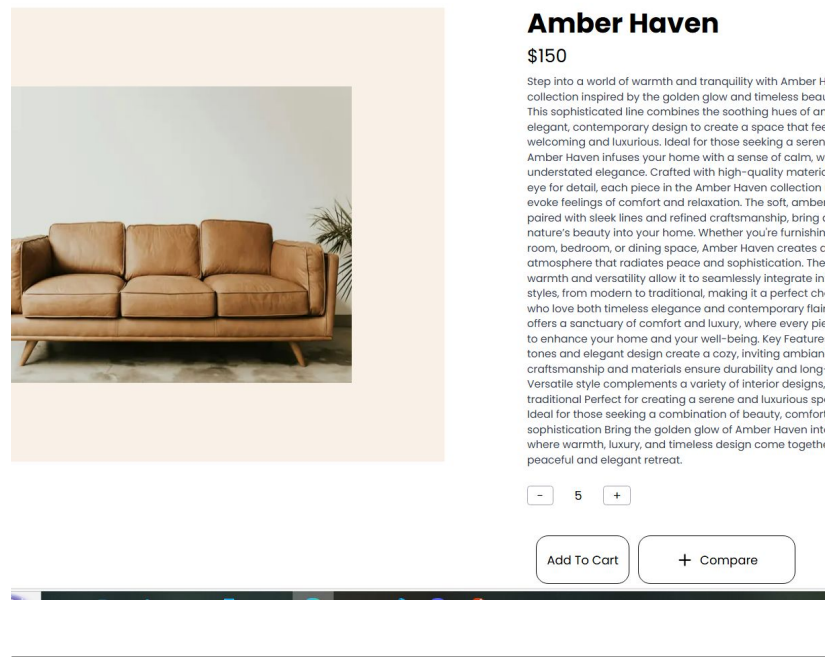 Amber Haven
$150
Step into a world of warmth and tranquility with Amber H
collection inspired by the golden glow and timeless beau
This sophisticated line combines the soothing hues of am
elegant, contemporary design to create a space that fee
welcoming and luxurious. Ideal for those seeking a seren
Amber Haven infuses your home with a sense of calm, w
understated elegance. Crafted with high-quality materia
eye for detail, each piece in the Amber Haven collection
evoke feelings of comfort and relaxation. The soft, amber
paired with sleek lines and refined craftsmanship, bring
nature's beauty into your home. Whether you're furnishin
room, bedroom, or dining space, Amber Haven creates a
atmosphere that radiates peace and sophistication. The
warmth and versatility allow it to seamlessly integrate in
styles, from modern to traditional, making it a perfect ch
who love both timeless elegance and contemporary flair
offers a sanctuary of comfort and luxury, where every pie
to enhance your home and your well-being. Key Feature
tones and elegant design create a cozy, inviting ambian
craftsmanship and materials ensure durability and long-
Versatile style complements a variety of interior designs,
traditional Perfect for creating a serene and luxurious spa
Ideal for those seeking a combination of beauty, comfort
sophistication Bring the golden glow of Amber Haven into
where warmth, luxury, and timeless design come togethe
peaceful and elegant retreat.
- 5 +
Add To Cart + Compare